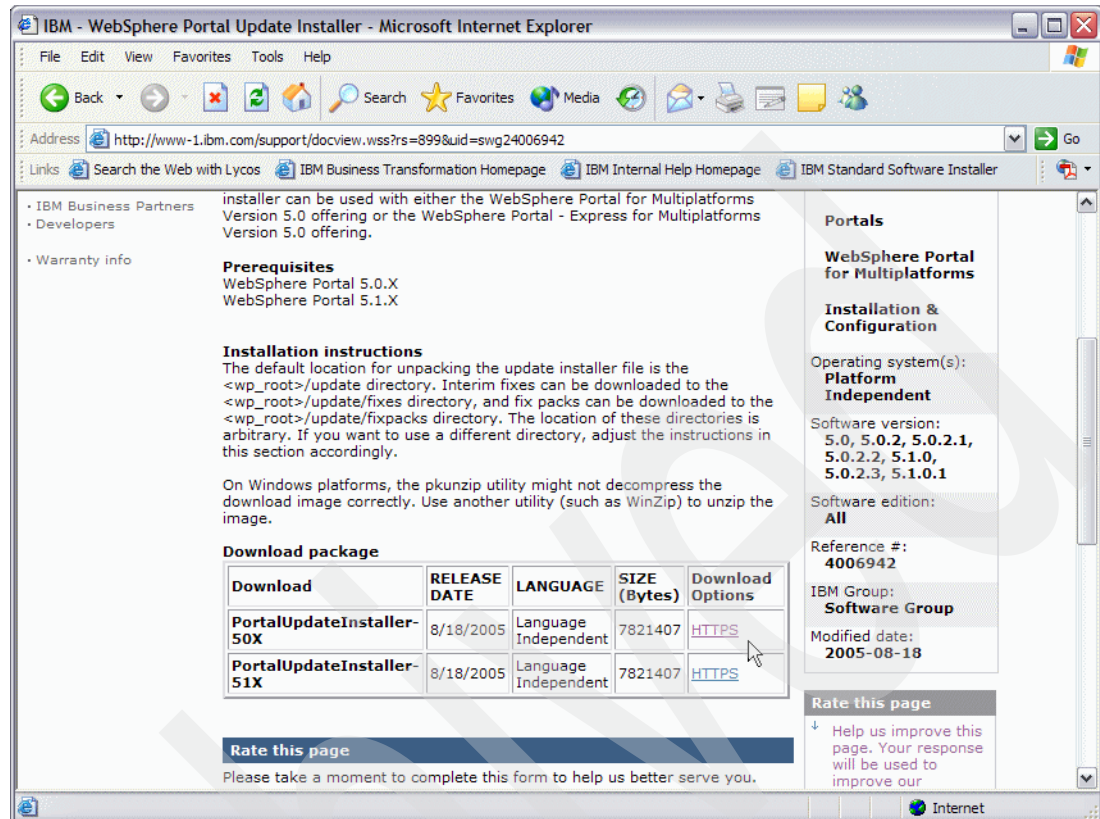 IBM - WebSphere Portal Update Installer - Microsoft Internet Explorer
File Edit View Favorites Tools Help
Back Search Favorites Media
Address http://www-1.ibm.com/support/docview.wss?rs=899&uid=swg24006942 Go
Links Search the Web with Lycos IBM Business Transformation Homepage IBM Internal Help Homepage IBM Standard Software Installer
· IBM Business Partners
· Developers
· Warranty info
installer can be used with either the WebSphere Portal for Multiplatforms
Version 5.0 offering or the WebSphere Portal - Express for Multiplatforms
Version 5.0 offering.
Prerequisites
WebSphere Portal 5.0.X
WebSphere Portal 5.1.X
Installation instructions
The default location for unpacking the update installer file is the
<wp_root>/update directory. Interim fixes can be downloaded to the
<wp_root>/update/fixes directory, and fix packs can be downloaded to the
<wp_root>/update/fixpacks directory. The location of these directories is
arbitrary. If you want to use a different directory, adjust the instructions in
this section accordingly.
On Windows platforms, the pkunzip utility might not decompress the
download image correctly. Use another utility (such as WinZip) to unzip the
image.
Download package
Download RELEASE DATE LANGUAGE SIZE (Bytes) Download Options
PortalUpdateInstaller-50X 8/18/2005 Language Independent 7821407 HTTPS
PortalUpdateInstaller-51X 8/18/2005 Language Independent 7821407 HTTPS
Rate this page
Please take a moment to complete this form to help us better serve you.
Portals
WebSphere Portal
for Multiplatforms
Installation &
Configuration
Operating system(s):
Platform
Independent
Software version:
5.0, 5.0.2, 5.0.2.1,
5.0.2.2, 5.1.0,
5.0.2.3, 5.1.0.1
Software edition:
All
Reference #:
4006942
IBM Group:
Software Group
Modified date:
2005-08-18
Rate this page
Help us improve this
page. Your response
will be used to
improve our
Internet